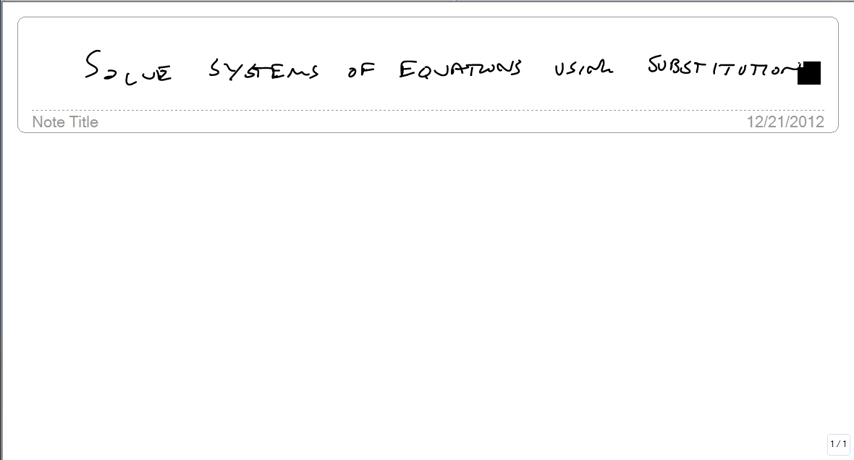 SOLVE SYSTEMS OF EQUATIONS USING SUBSTITUTION
Note Title
12/21/2012
1 / 1